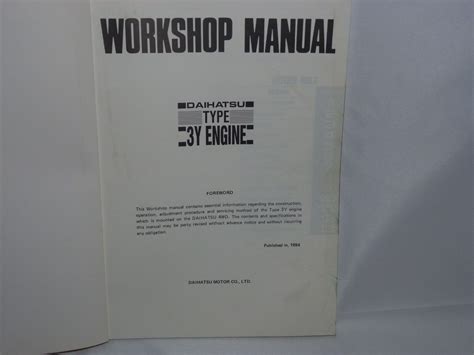 WORKSHOP MANUAL
DAIHATSU
TYPE
3Y ENGINE
FOREWORD
This Workshop manual contains essential information regarding the construction,
operation, adjustment procedure and servicing method of the Type 3Y engine
which is mounted on the DAIHATSU 4WD. The contents and specifications in
this manual may be party revised without advance notice and without incurring
any obligation.
Published in, 1984
DAIHATSU MOTOR CO., LTD.